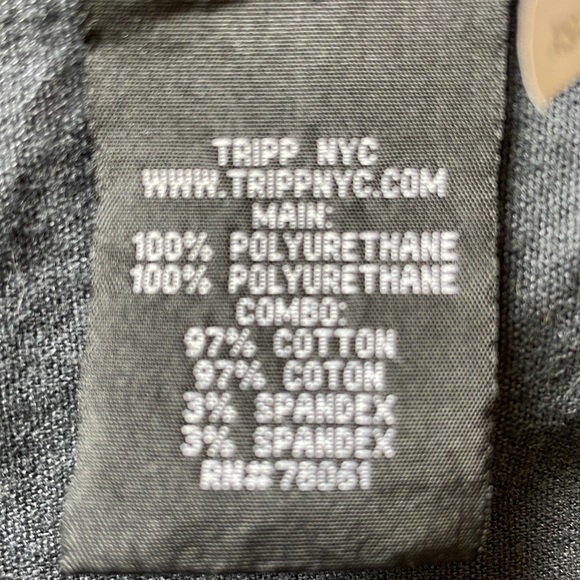 TRIPP NYC
WWW.TRIPPNYC.COM
MAIN:
100% POLYURETHANE
100% POLYURETHANE
COMBO:
97% COTTON
97% COTON
3% SPANDEX
3% SPANDEX
RN#78061